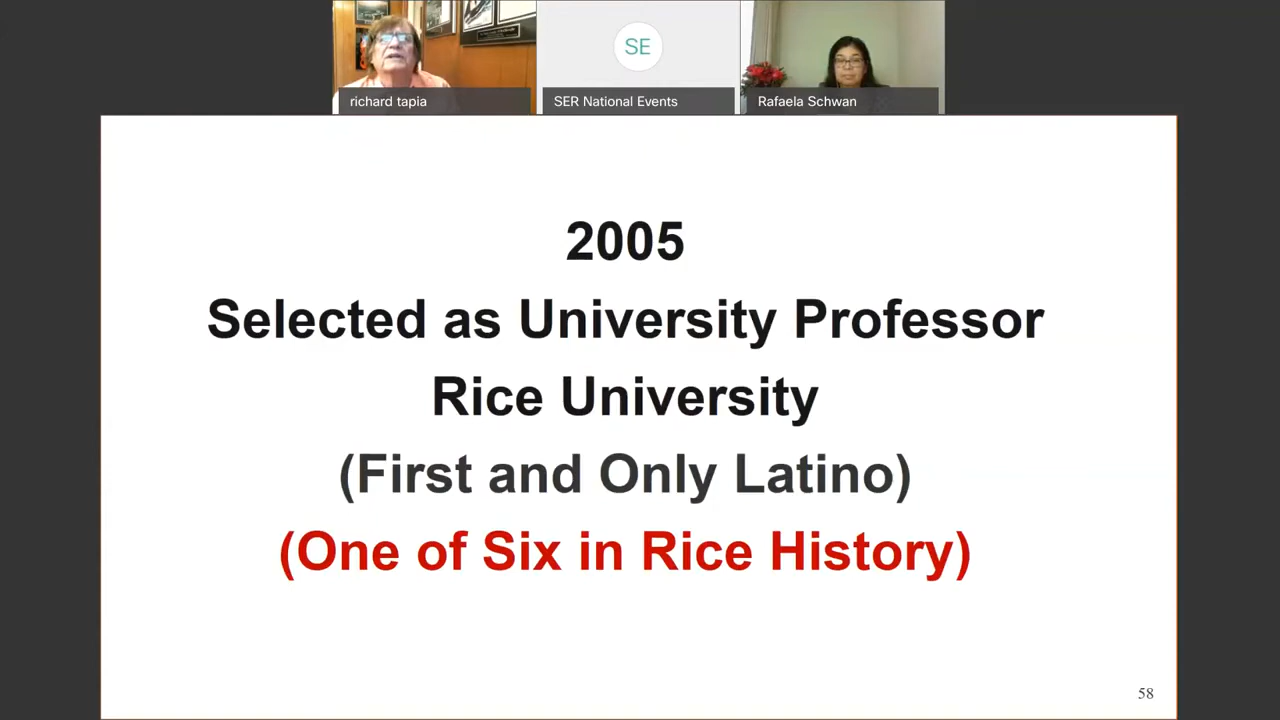 SE
richard tapia
SER National Events
Rafaela Schwan
2005
Selected as University Professor
Rice University
(First and Only Latino)
(One of Six in Rice History)
58